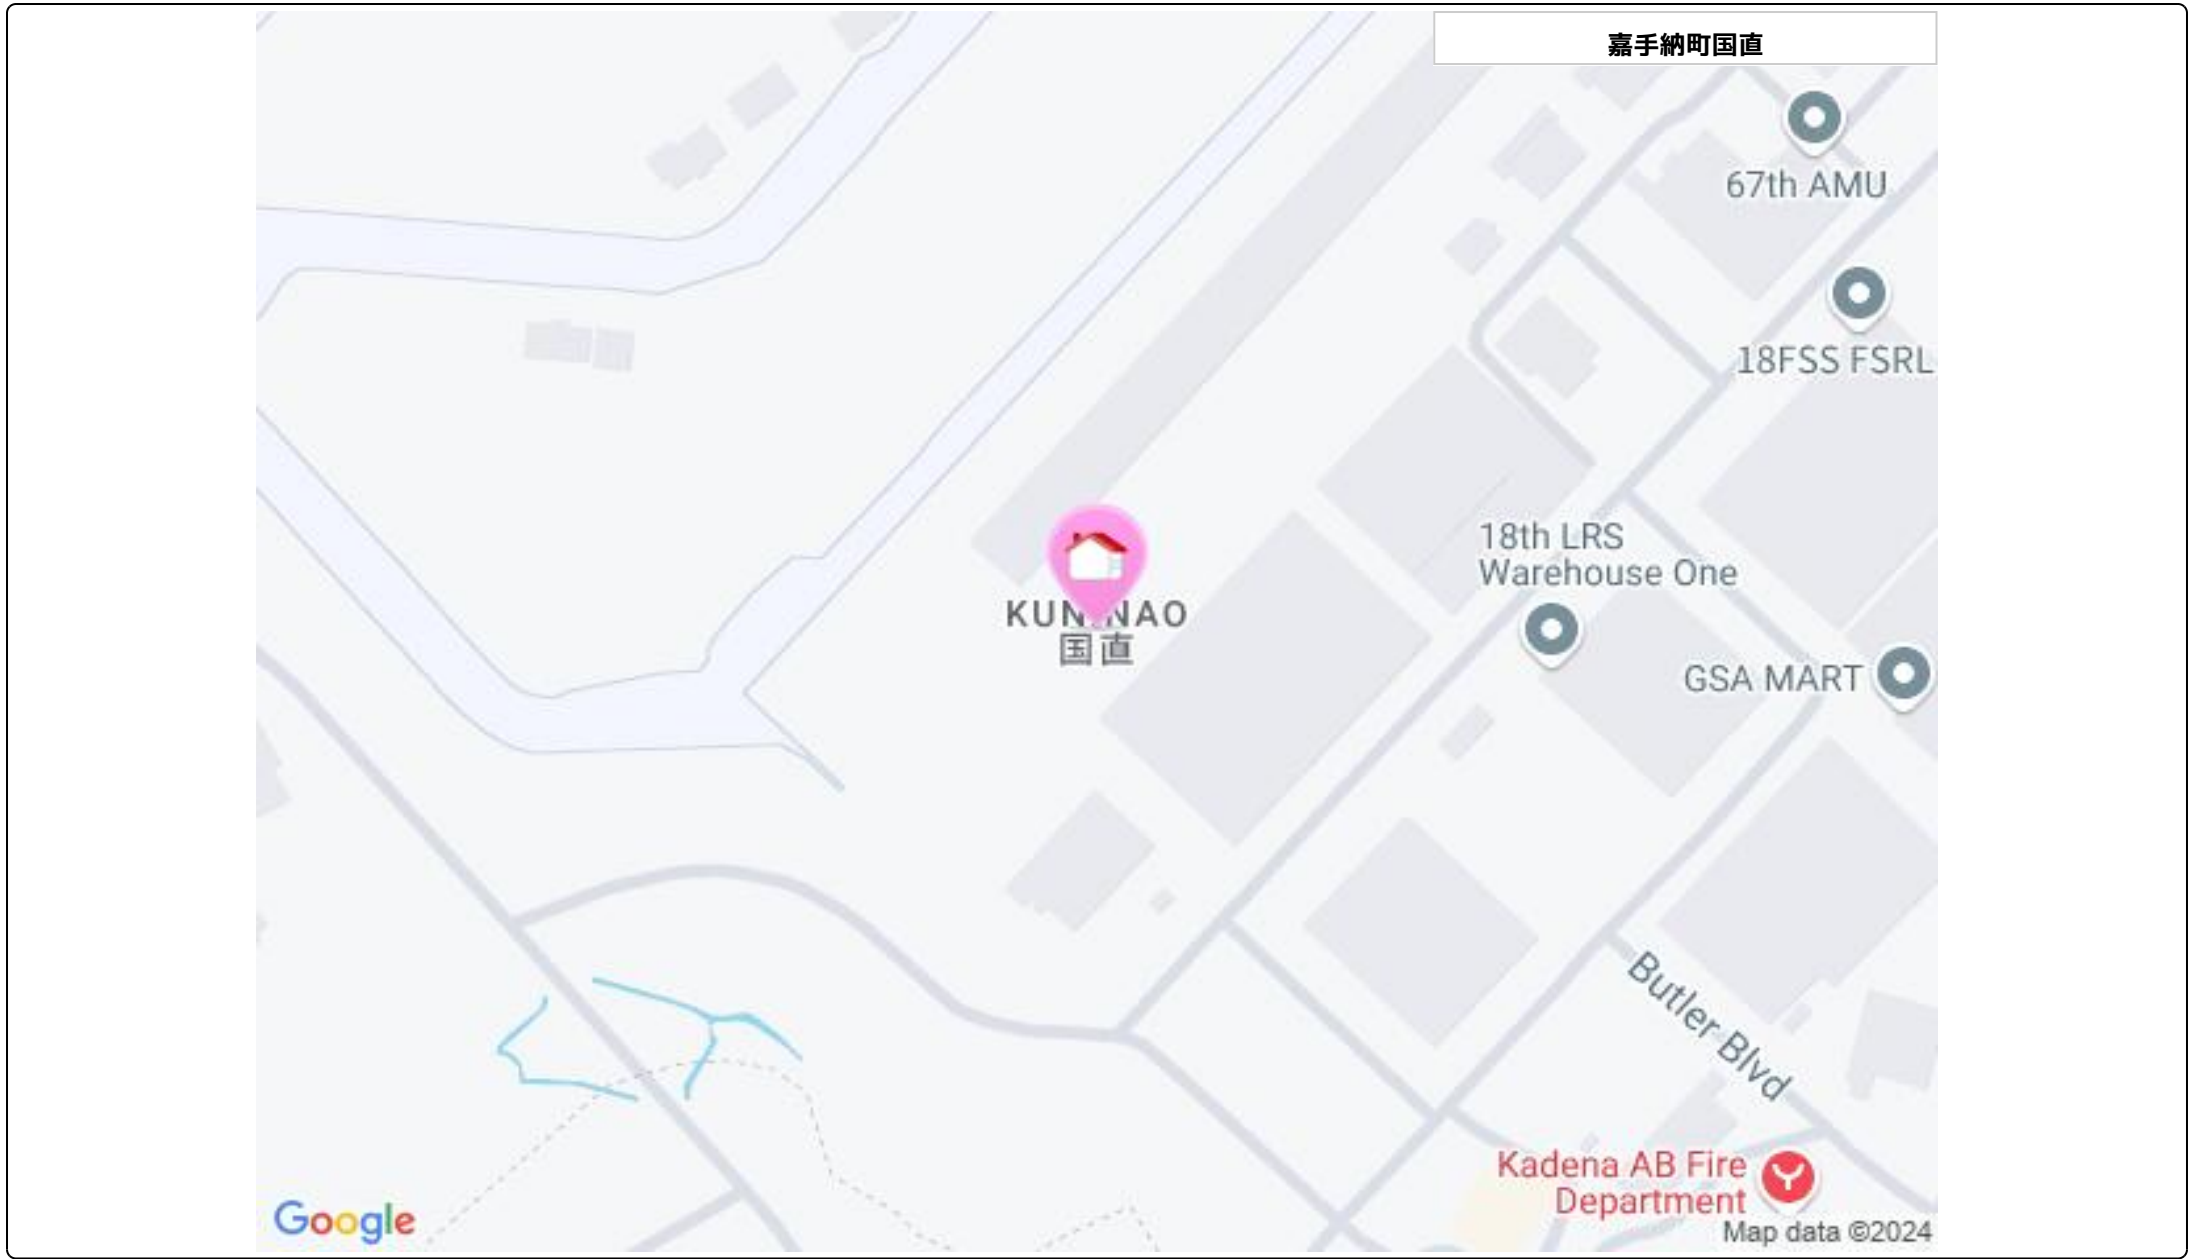 嘉手納町国直
67th AMU
18FSS FSRL
18th LRS
Warehouse One
KUNINAO
国直
GSA MART
Butler Blvd
Kadena AB Fire
Department
Google
Map data ©2024